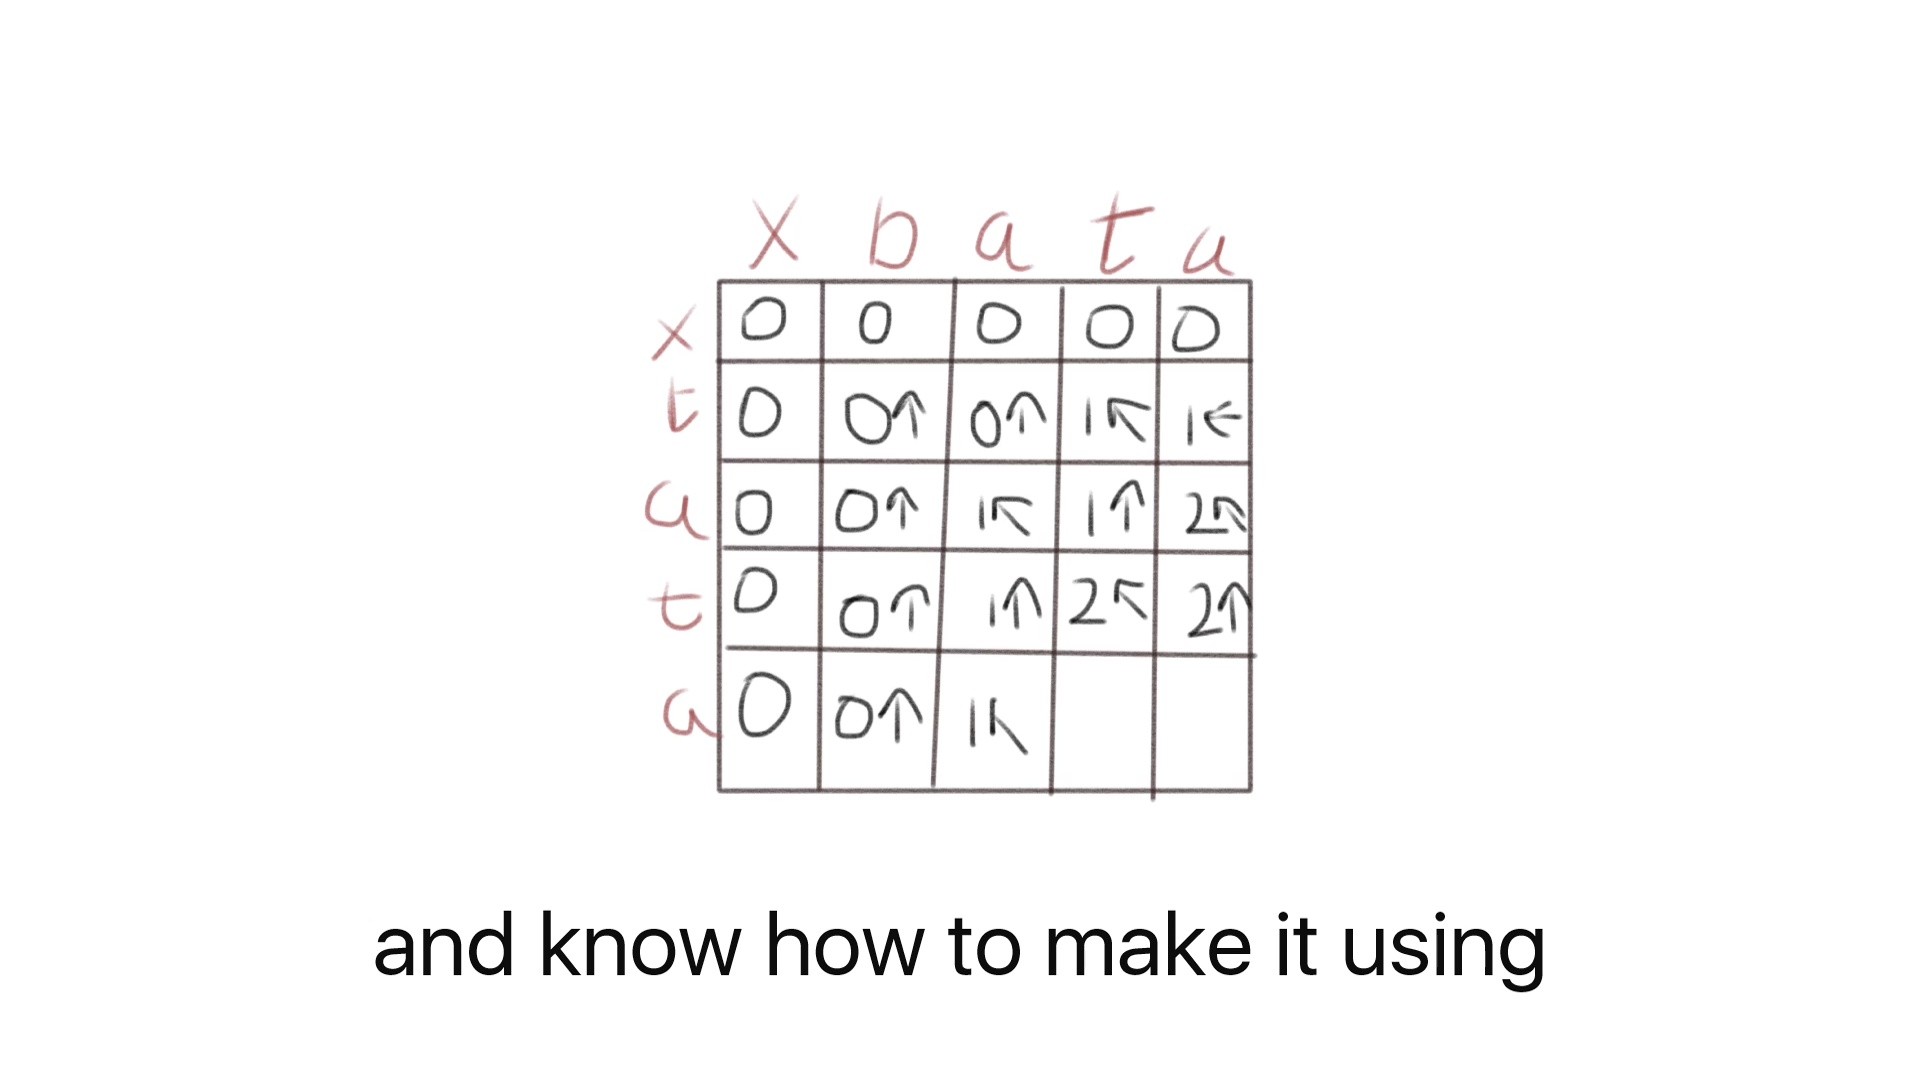 x b a t a
x 0 0 0 0 0
t 0 0↑ 0↑ 1↖ 1←
a 0 0↑ 1↖ 1↑ 2↖
t 0 0↑ 1↑ 2↖ 2↑
a 0 0↑ 1↖
and know how to make it using